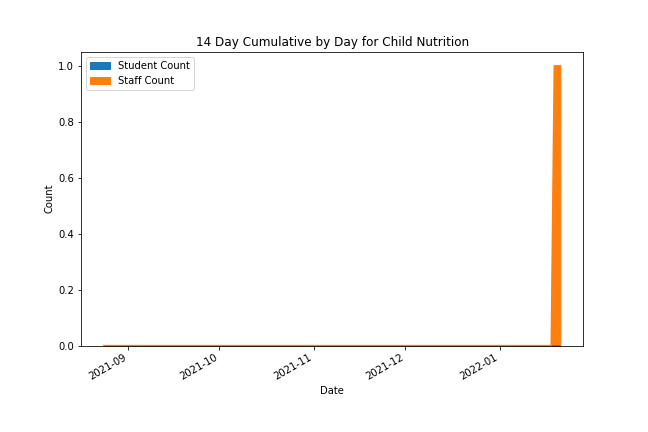 14 Day Cumulative by Day for Child Nutrition
Student Count
Staff Count
1.0
0.8
0.6
0.4
0.2
0.0
Count
2021-09
2021-10
2021-11
2021-12
2022-01
Date